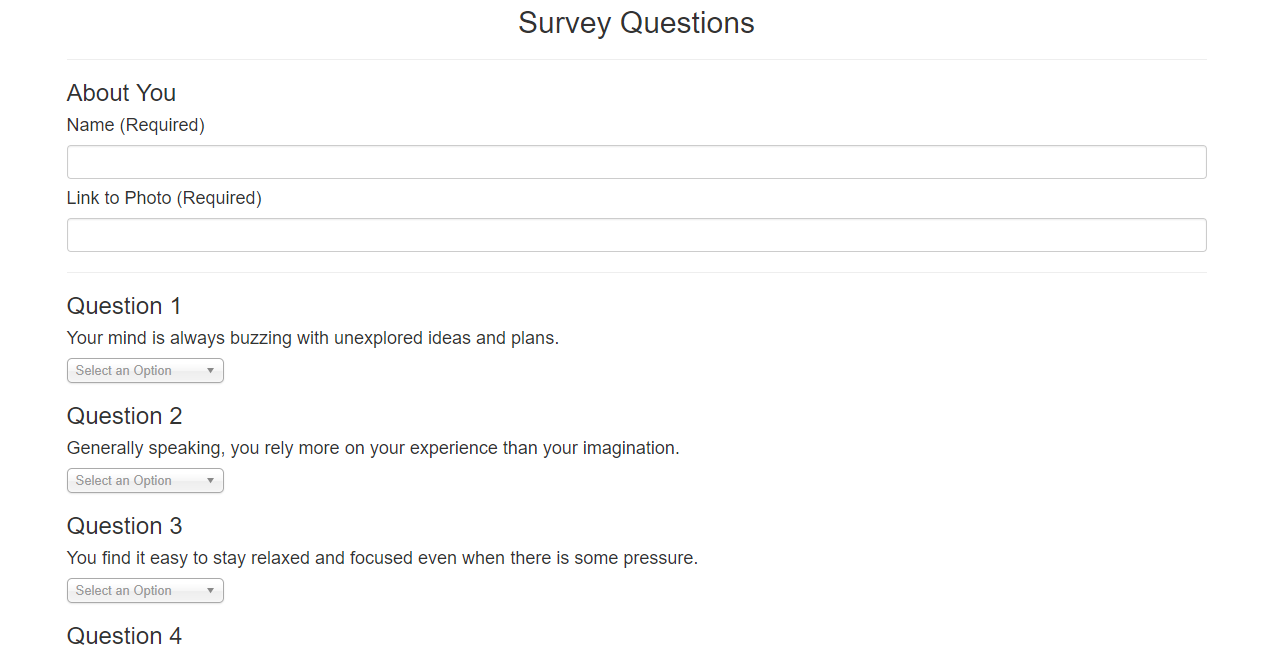 Survey Questions
About You
Name (Required)
Link to Photo (Required)
Question 1
Your mind is always buzzing with unexplored ideas and plans.
Select an Option
Question 2
Generally speaking, you rely more on your experience than your imagination.
Select an Option
Question 3
You find it easy to stay relaxed and focused even when there is some pressure.
Select an Option
Question 4